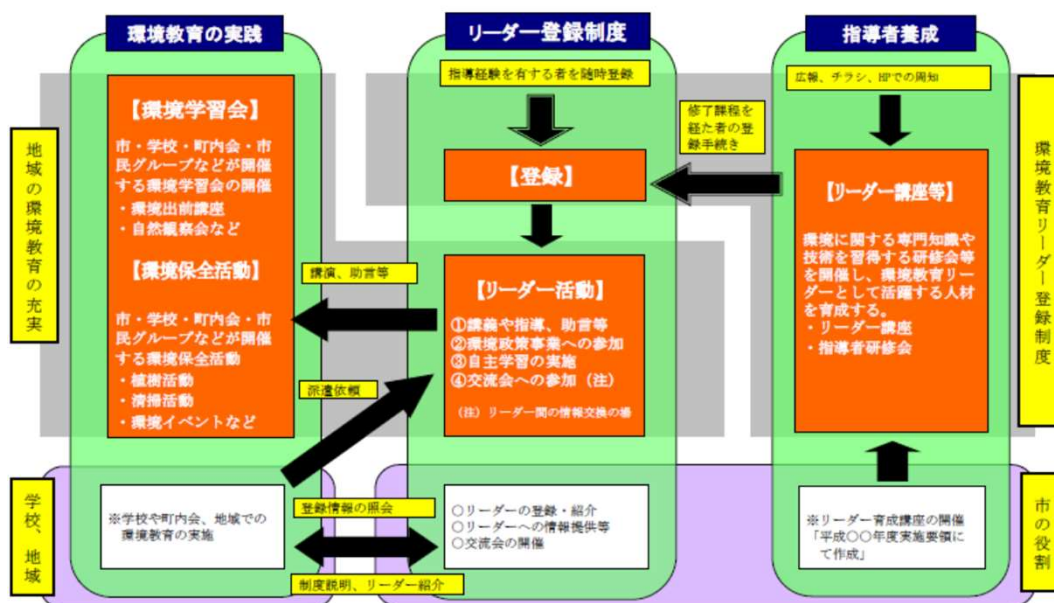 環境教育の実践
リーダー登録制度
指導者養成
指導経験を有する者を随時登録
広報、チラシ、HPでの周知
地域の環境教育の充実
【環境学習会】
市・学校・町内会・市
民グループなどが開催
する環境学習会の開催
・環境出前講座
・自然観察会など
【環境保全活動】
市・学校・町内会・市
民グループなどが開催
する環境保全活動
・植樹活動
・清掃活動
・環境イベントなど
【登録】
修了課程を
経た者の登
録手続き
講演、助言等
派遣依頼
【リーダー活動】
①講義や指導、助言等
②環境政策事業への参加
③自主学習の実施
④交流会への参加（注）
（注）リーダー間の情報交換の場
【リーダー講座等】
環境に関する専門知識や
技術を習得する研修会等
を開催し、環境教育リー
ダーとして活躍する人材
を育成する。
・リーダー講座
・指導者研修会
環境教育リーダー登録制度
学校、地域
※学校や町内会、地域での
環境教育の実施
登録情報の照会
制度説明、リーダー紹介
○リーダーの登録・紹介
○リーダーへの情報提供等
○交流会の開催
※リーダー育成講座の開催
「平成○○年度実施要領に
て作成」
市の役割